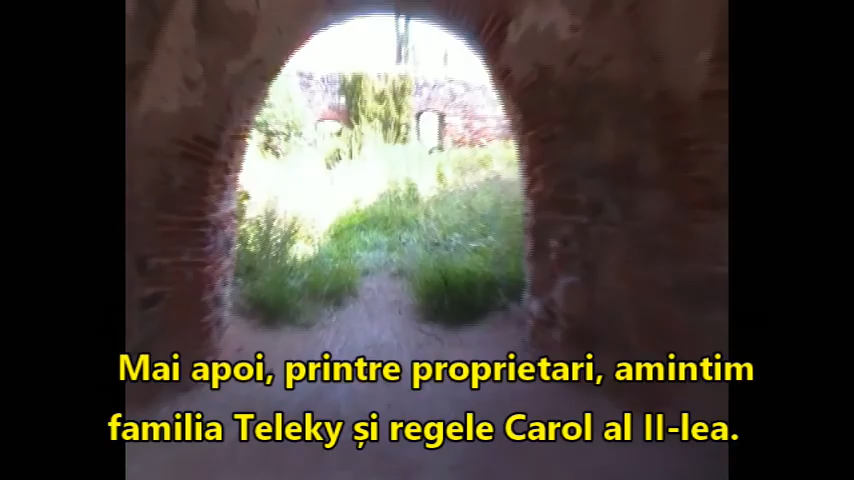 Mai apoi, printre proprietari, amintim
familia Teleky și regele Carol al II-lea.